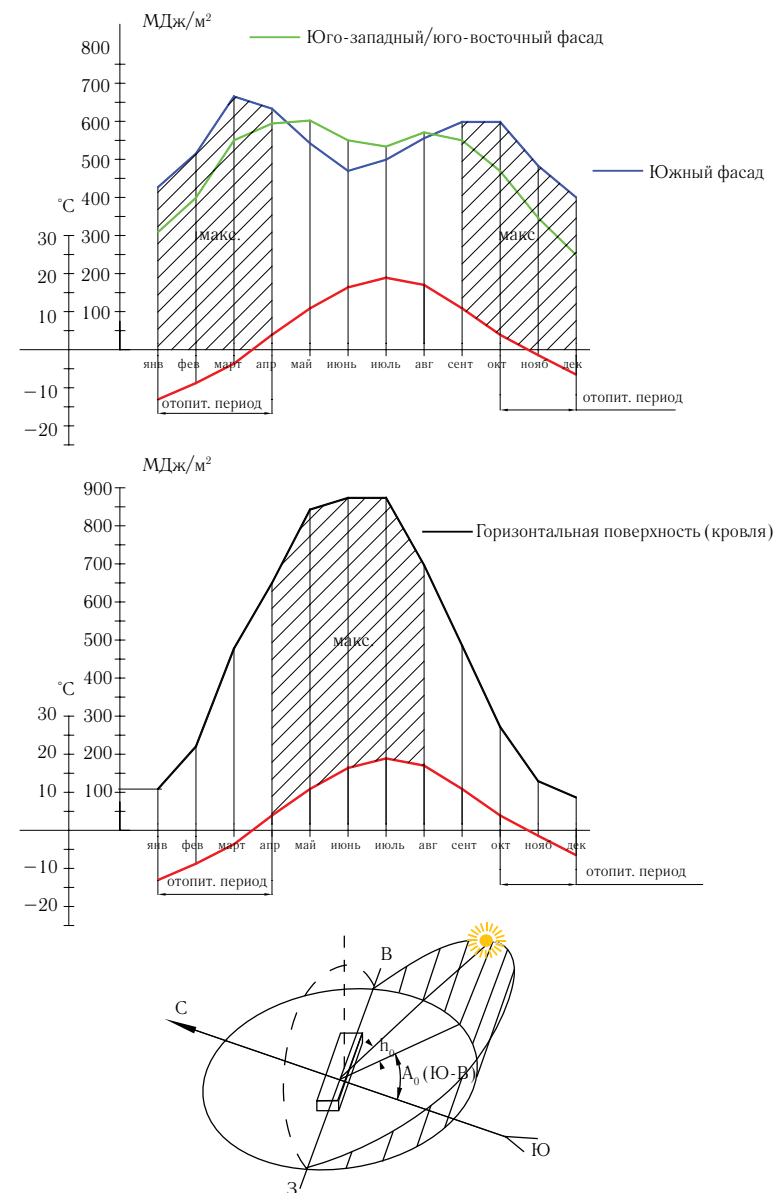 МДж/м²
Юго-западный/юго-восточный фасад
800
700
600
500
Южный фасад
400
°С
30
300
макс.
макс.
20
200
10
100
янв фев март апр май июнь июль авг сент окт нояб дек
−10
отопит. период
отопит. период
−20
МДж/м²
900
800
Горизонтальная поверхность (кровля)
700
600
500
макс.
400
°С
30
300
20
200
10
100
янв фев март апр май июнь июль авг сент окт нояб дек
−10
отопит. период
отопит. период
−20
В
С
h₀
А₀ (Ю-В)
Ю
З